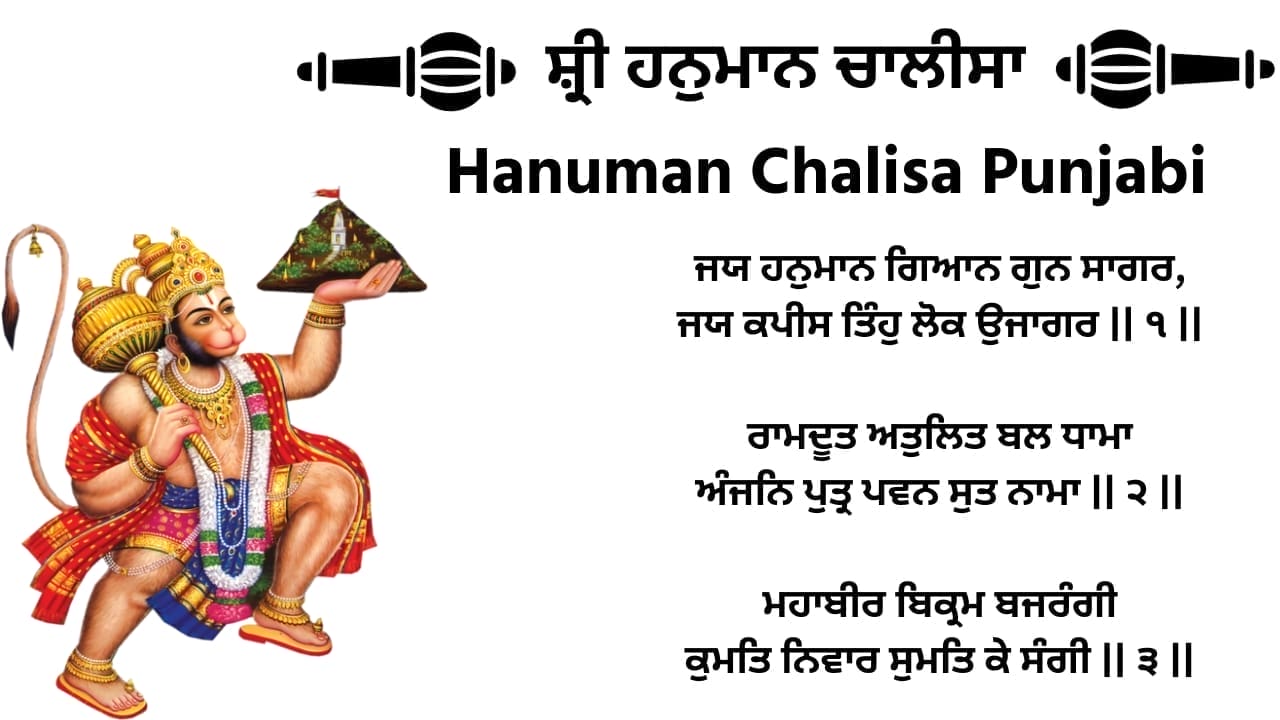 ਸ਼੍ਰੀ ਹਨੁਮਾਨ ਚਾਲੀਸਾ
Hanuman Chalisa Punjabi
ਜਯ ਹਨੁਮਾਨ ਗਿਆਨ ਗੁਨ ਸਾਗਰ,
ਜਯ ਕਪੀਸ ਤਿੰਹੁ ਲੋਕ ਉਜਾਗਰ || ੧ ||
ਰਾਮਦੂਤ ਅਤੁਲਿਤ ਬਲ ਧਾਮਾ
ਅੰਜਨਿ ਪੁਤ੍ਰ ਪਵਨ ਸੁਤ ਨਾਮਾ || ੨ ||
ਮਹਾਬੀਰ ਬਿਕ੍ਰਮ ਬਜਰੰਗੀ
ਕੁਮਤਿ ਨਿਵਾਰ ਸੁਮਤਿ ਕੇ ਸੰਗੀ || ੩ ||